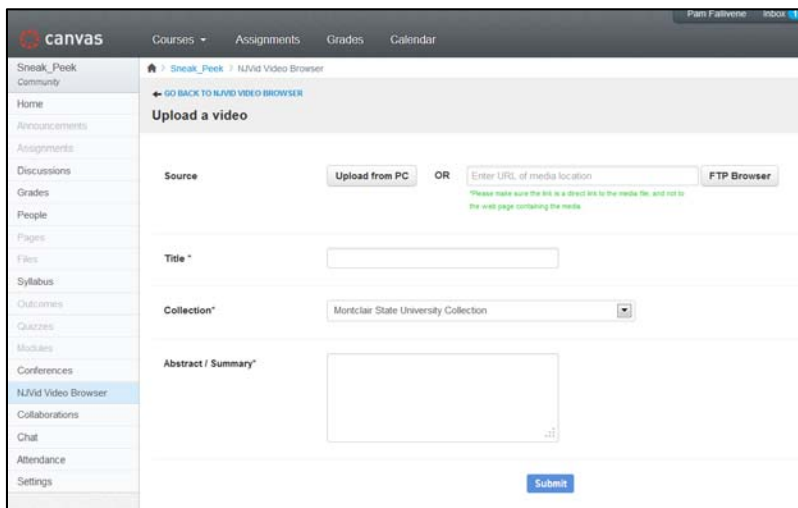 Pam Fallivene Inbox 1
canvas Courses Assignments Grades Calendar
Sneak_Peek
Community
Home
Announcements
Assignments
Discussions
Grades
People
Pages
Files
Syllabus
Outcomes
Quizzes
Modules
Conferences
NJVid Video Browser
Collaborations
Chat
Attendance
Settings
Sneak_Peek NJVid Video Browser
GO BACK TO NJVID VIDEO BROWSER
Upload a video
Source Upload from PC OR Enter URL of media location FTP Browser
*Please make sure the link is a direct link to the media file, and not to
the web page containing the media.
Title *
Collection* Montclair State University Collection
Abstract / Summary*
Submit